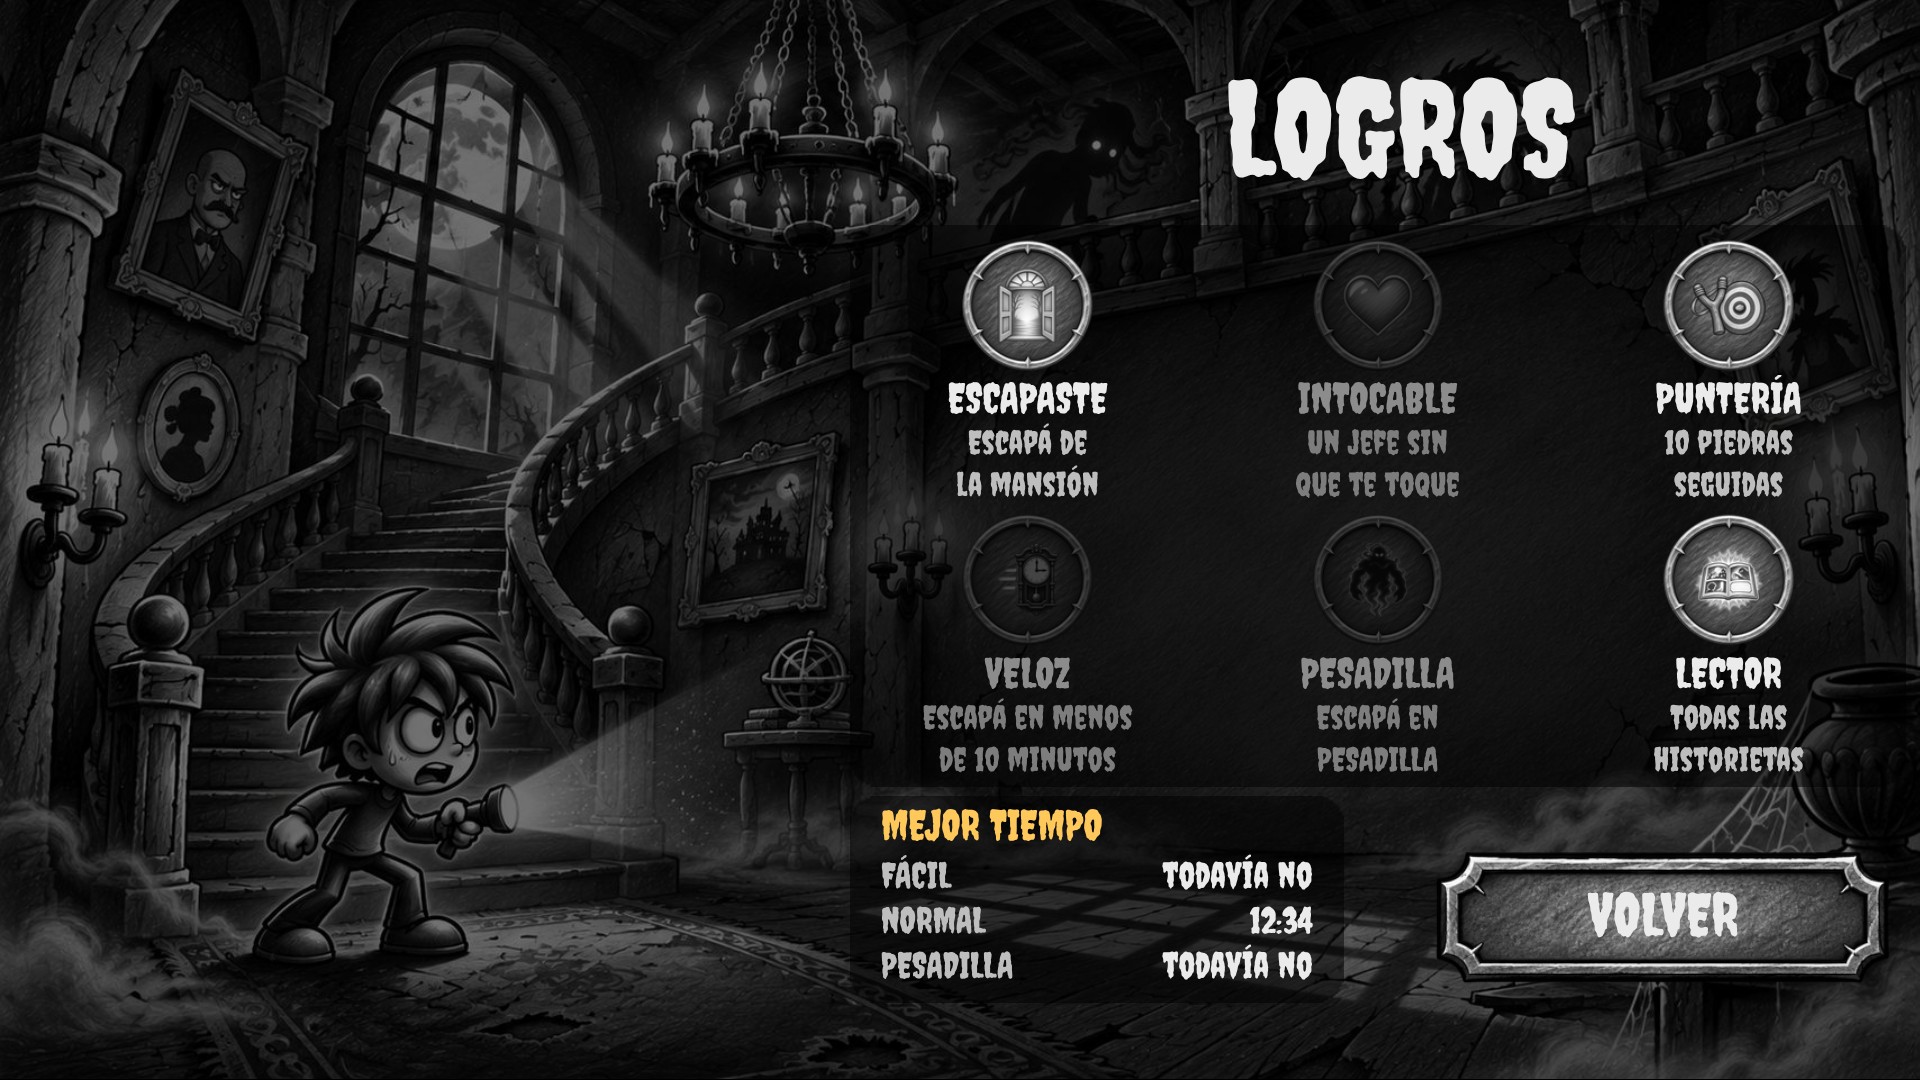 LOGROS
ESCAPASTE
ESCAPÁ DE
LA MANSIÓN
INTOCABLE
UN JEFE SIN
QUE TE TOQUE
PUNTERÍA
10 PIEDRAS
SEGUIDAS
VELOZ
ESCAPÁ EN MENOS
DE 10 MINUTOS
PESADILLA
ESCAPÁ EN
PESADILLA
LECTOR
TODAS LAS
HISTORIETAS
MEJOR TIEMPO
FÁCIL TODAVÍA NO
NORMAL 12:34
PESADILLA TODAVÍA NO
VOLVER